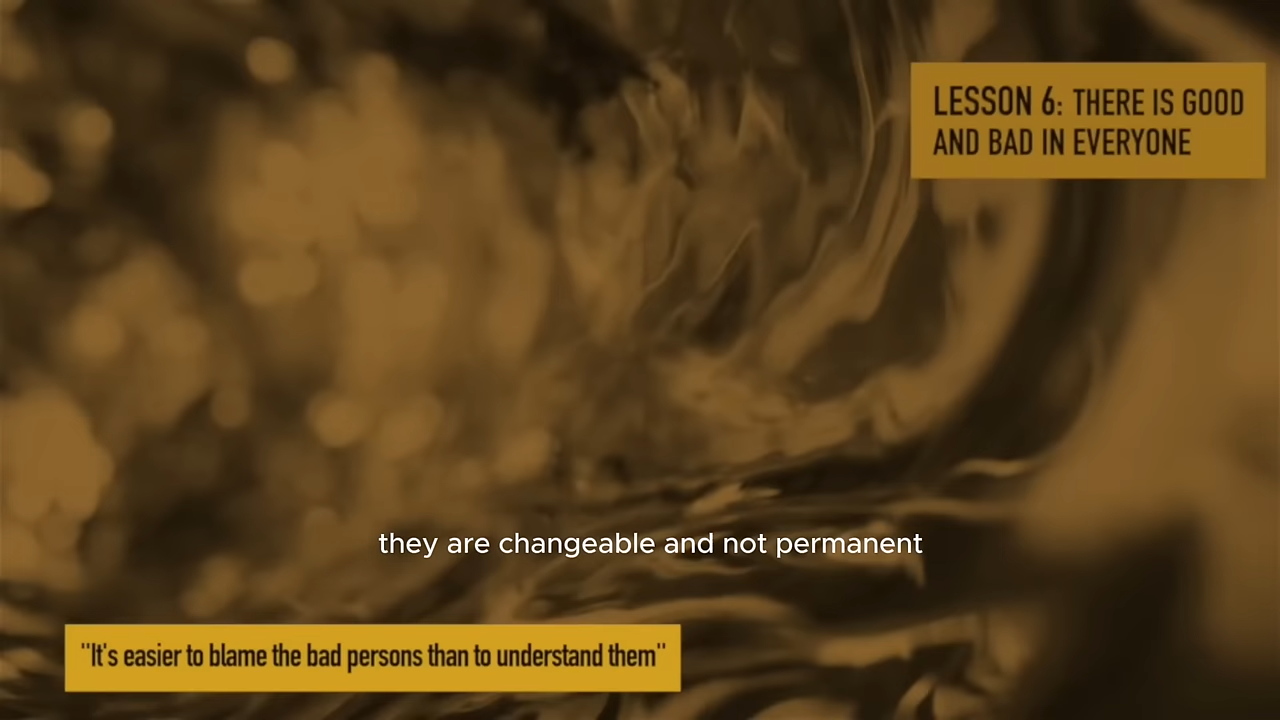 LESSON 6: THERE IS GOOD
AND BAD IN EVERYONE
they are changeable and not permanent
"It's easier to blame the bad persons than to understand them"